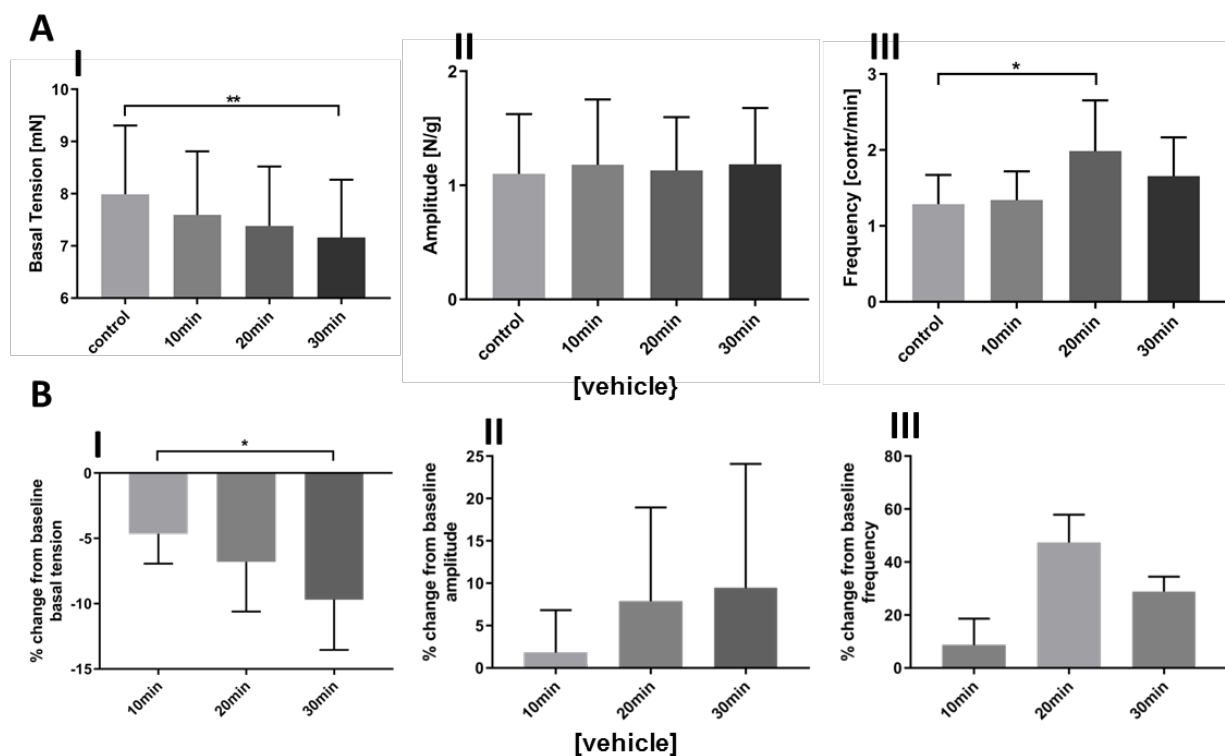 A
I
Basal Tension [mN]
10
9
8
7
6
**
control
10min
20min
30min
II
Amplitude [N/g]
2
1
0
control
10min
20min
30min
III
Frequency [contr/min]
3
2
1
0
*
control
10min
20min
30min
[vehicle}
B
I
% change from baseline
basal tension
0
-5
-10
-15
*
10min
20min
30min
II
% change from baseline
amplitude
25
20
15
10
5
0
10min
20min
30min
III
% change from baseline
frequency
80
60
40
20
0
10min
20min
30min
[vehicle]